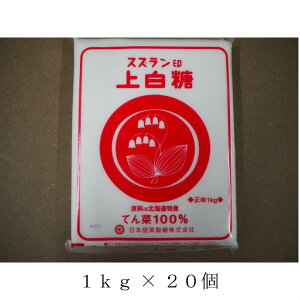 スズラン印
上白糖
◆正味1kg◆
原料は北海道特産
てん菜100%
日本甜菜製糖株式会社
1kg×20個